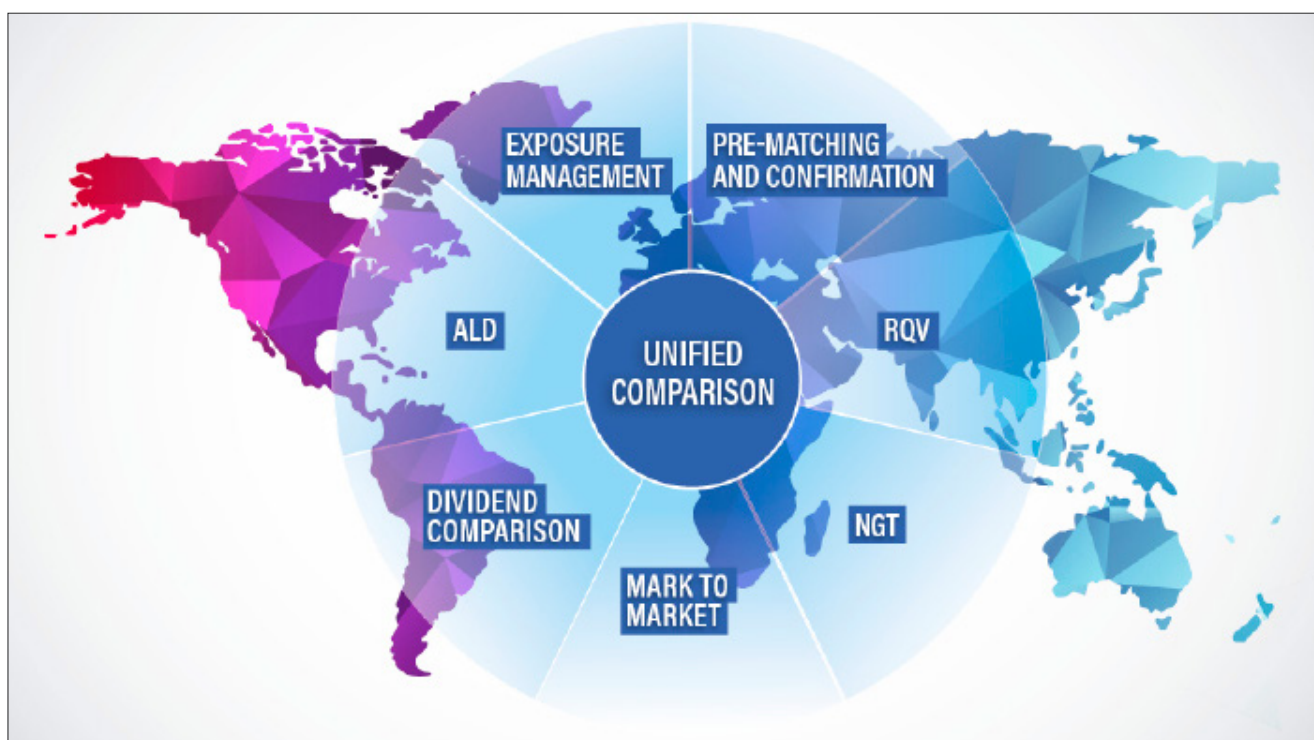 EXPOSURE
MANAGEMENT
PRE-MATCHING
AND CONFIRMATION
ALD
UNIFIED
COMPARISON
RQV
DIVIDEND
COMPARISON
NGT
MARK TO
MARKET